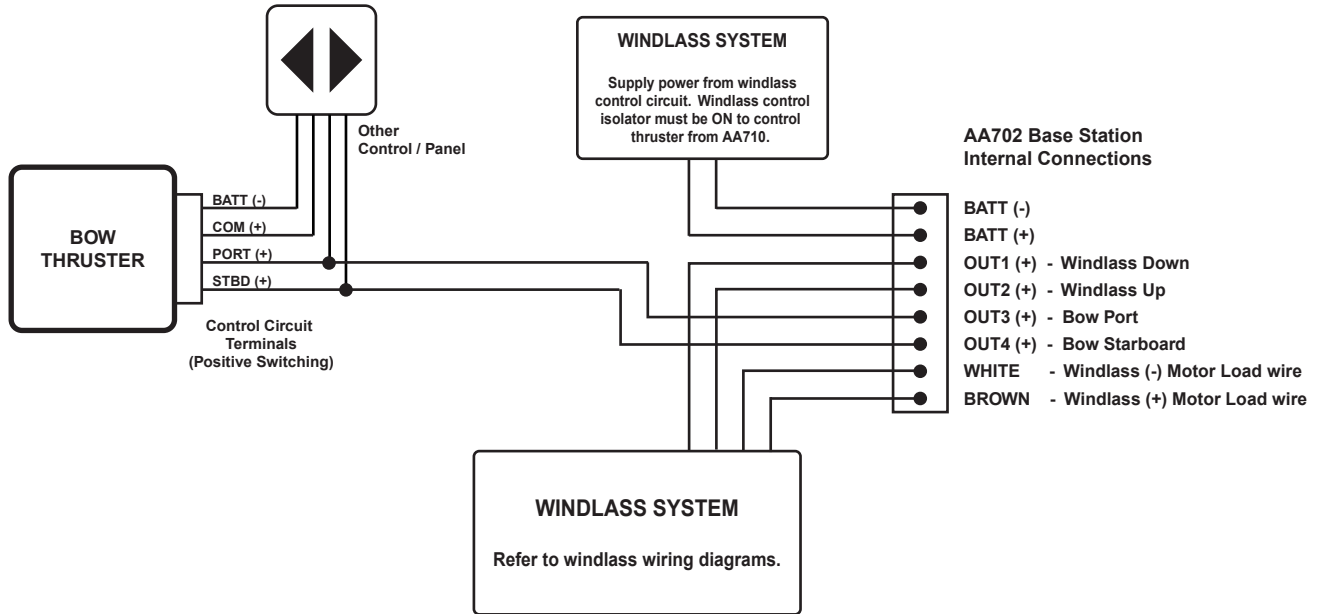 WINDLASS SYSTEM
Supply power from windlass
control circuit. Windlass control
isolator must be ON to control
thruster from AA710.
Other
Control / Panel
AA702 Base Station
Internal Connections
BOW
THRUSTER
BATT (-)
COM (+)
PORT (+)
STBD (+)
Control Circuit
Terminals
(Positive Switching)
BATT (-)
BATT (+)
OUT1 (+) - Windlass Down
OUT2 (+) - Windlass Up
OUT3 (+) - Bow Port
OUT4 (+) - Bow Starboard
WHITE - Windlass (-) Motor Load wire
BROWN - Windlass (+) Motor Load wire
WINDLASS SYSTEM
Refer to windlass wiring diagrams.